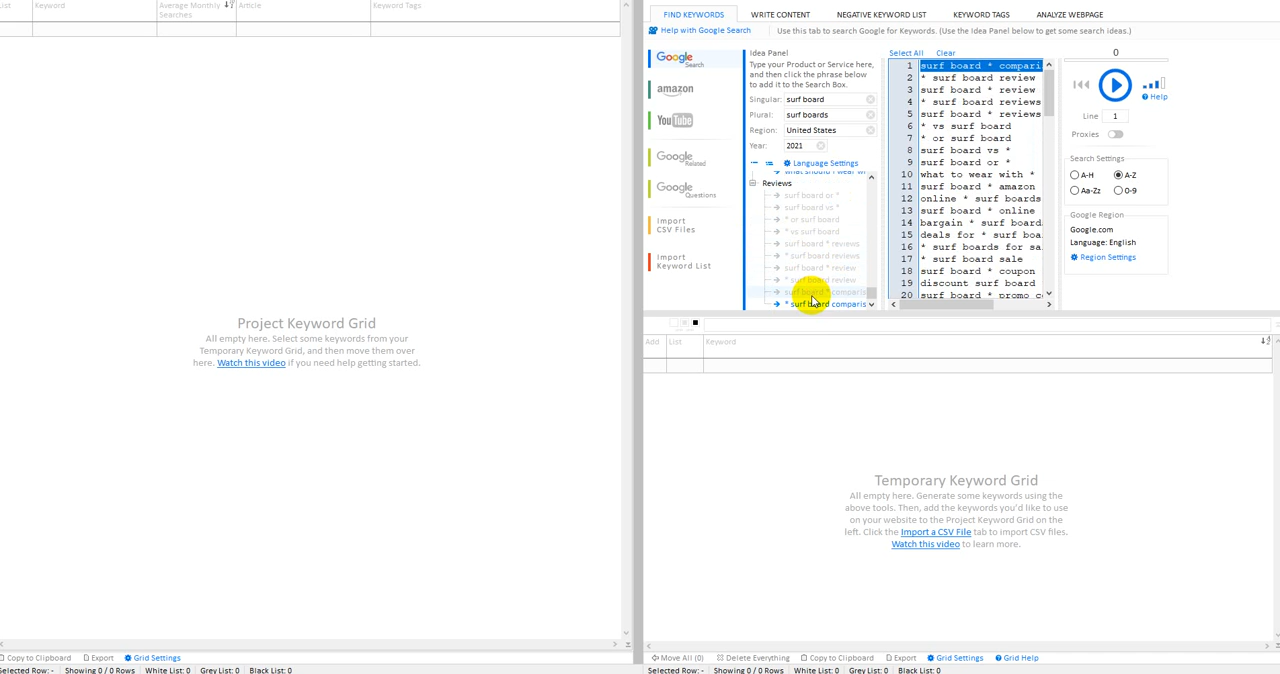 List
Keyword
Average Monthly
Searches
Article
Keyword Tags
Project Keyword Grid
All empty here. Select some keywords from your
Temporary Keyword Grid, and then move them over
here. Watch this video if you need help getting started.
Copy to Clipboard
Export
Grid Settings
Selected Row: -
Showing 0 / 0 Rows
White List: 0
Grey List: 0
Black List: 0
FIND KEYWORDS
WRITE CONTENT
NEGATIVE KEYWORD LIST
KEYWORD TAGS
ANALYZE WEBPAGE
Help with Google Search
Use this tab to search Google for Keywords. (Use the Idea Panel below to get some search ideas.)
Google
Search
amazon
YouTube
Google
Related
Google
Questions
Import
CSV Files
Import
Keyword List
Idea Panel
Type your Product or Service here,
and then click the phrase below
to add it to the Search Box.
Singular: surf board
Plural: surf boards
Region: United States
Year: 2021
Language Settings
what should I wear wi
Reviews
surf board or *
surf board vs *
* or surf board
* vs surf board
surf board * reviews
* surf board reviews
surf board * review
* surf board review
surf board * comparis
* surf board comparis
Select All
Clear
1 surf board * compari
2 * surf board review
3 surf board * review
4 * surf board reviews
5 surf board * reviews
6 * vs surf board
7 * or surf board
8 surf board vs *
9 surf board or *
10 what to wear with *
11 surf board * amazon
12 online * surf boards
13 surf board * online
14 bargain * surf board
15 deals for * surf boa
16 * surf boards for sa
17 * surf board sale
18 surf board * coupon
19 discount surf board
20 surf board * promo c
0
Help
Line 1
Proxies
Search Settings
A-H
A-Z
Aa-Zz
0-9
Google Region
Google.com
Language: English
Region Settings
Add
List
Keyword
Temporary Keyword Grid
All empty here. Generate some keywords using the
above tools. Then, add the keywords you'd like to use
on your website to the Project Keyword Grid on the
left. Click the Import a CSV File tab to import CSV files.
Watch this video to learn more.
Move All (0)
Delete Everything
Copy to Clipboard
Export
Grid Settings
Grid Help
Selected Row: -
Showing 0 / 0 Rows
White List: 0
Grey List: 0
Black List: 0